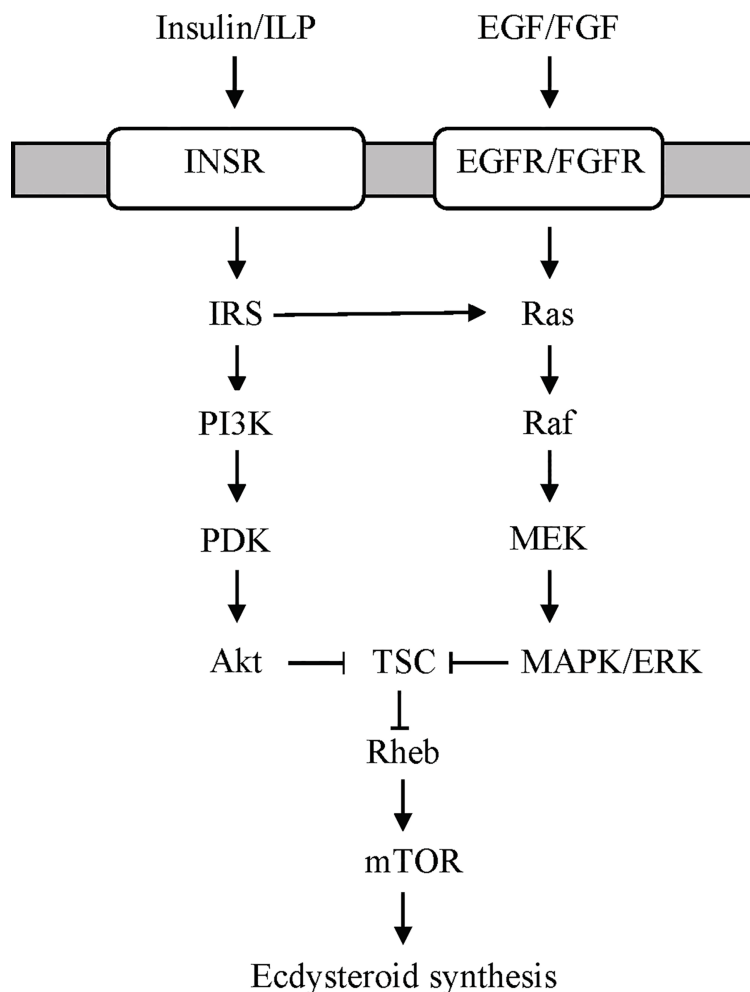 Insulin/ILP EGF/FGF
INSR EGFR/FGFR
IRS Ras
PI3K Raf
PDK MEK
Akt TSC MAPK/ERK
Rheb
mTOR
Ecdysteroid synthesis